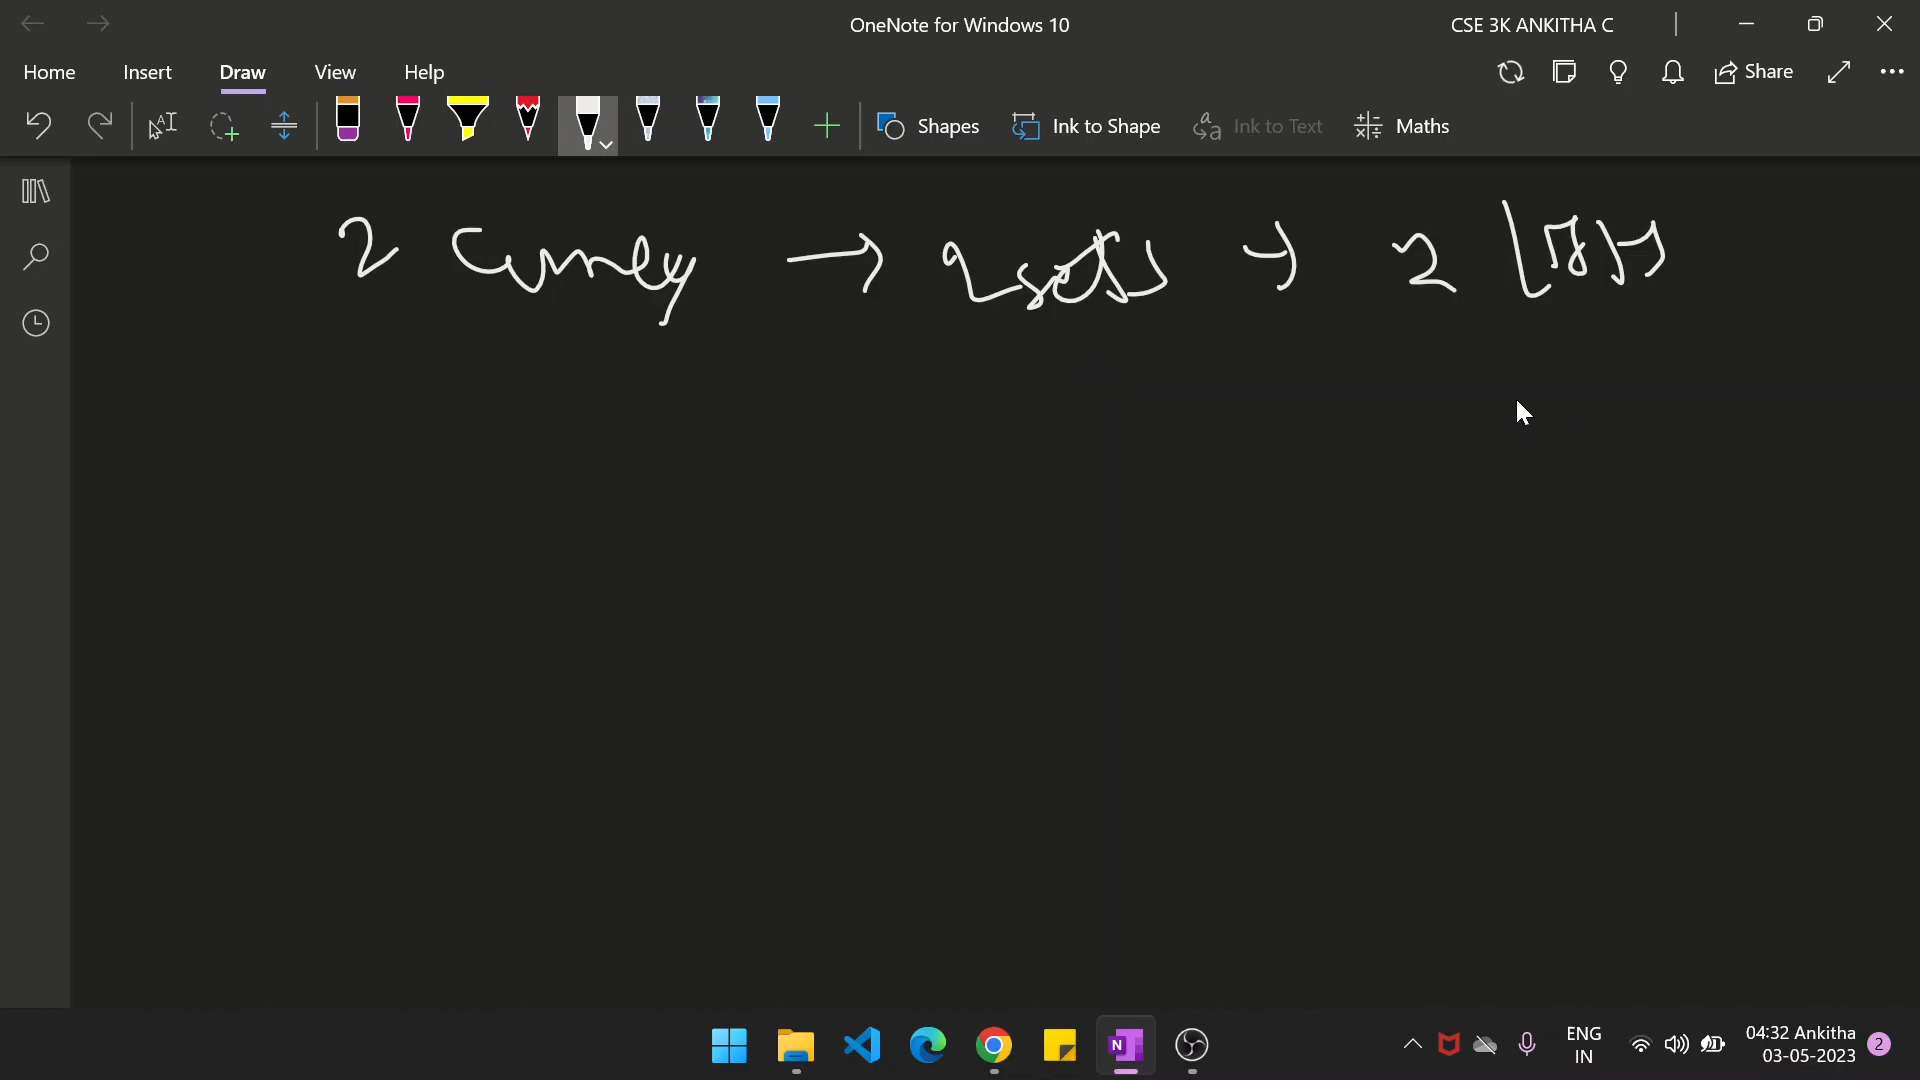 OneNote for Windows 10
CSE 3K ANKITHA C
Home Insert Draw View Help
Share
Shapes Ink to Shape Ink to Text Maths
2 → → 2
ENG
IN
04:32 Ankitha
03-05-2023
2